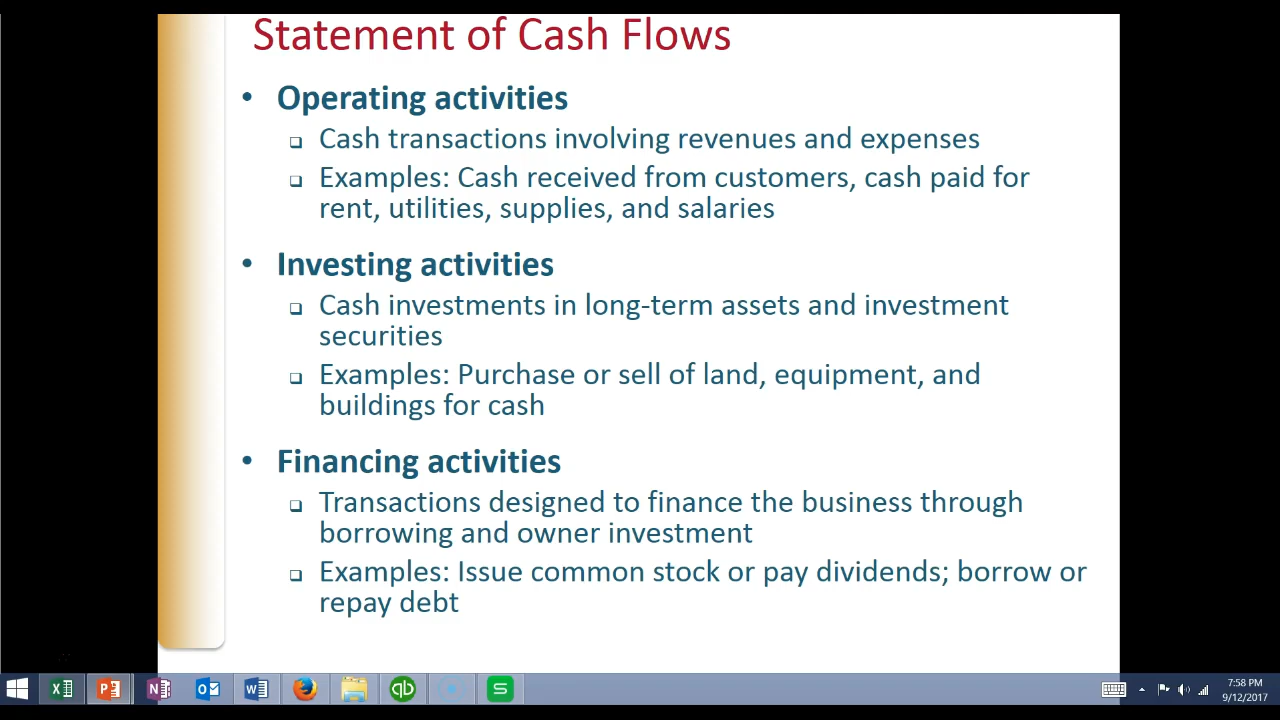 Statement of Cash Flows
• Operating activities
❑ Cash transactions involving revenues and expenses
❑ Examples: Cash received from customers, cash paid for
rent, utilities, supplies, and salaries
• Investing activities
❑ Cash investments in long-term assets and investment
securities
❑ Examples: Purchase or sell of land, equipment, and
buildings for cash
• Financing activities
❑ Transactions designed to finance the business through
borrowing and owner investment
❑ Examples: Issue common stock or pay dividends; borrow or
repay debt
7:58 PM
9/12/2017